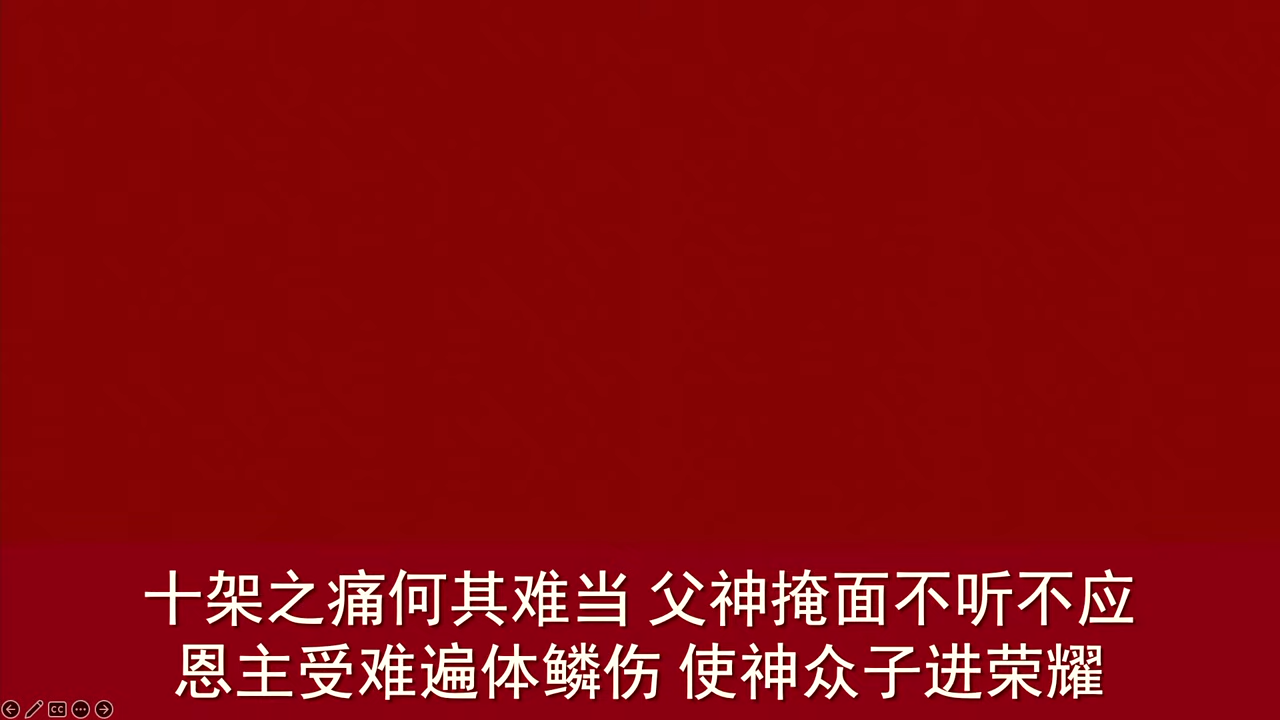 十架之痛何其难当 父神掩面不听不应
恩主受难遍体鳞伤 使神众子进荣耀